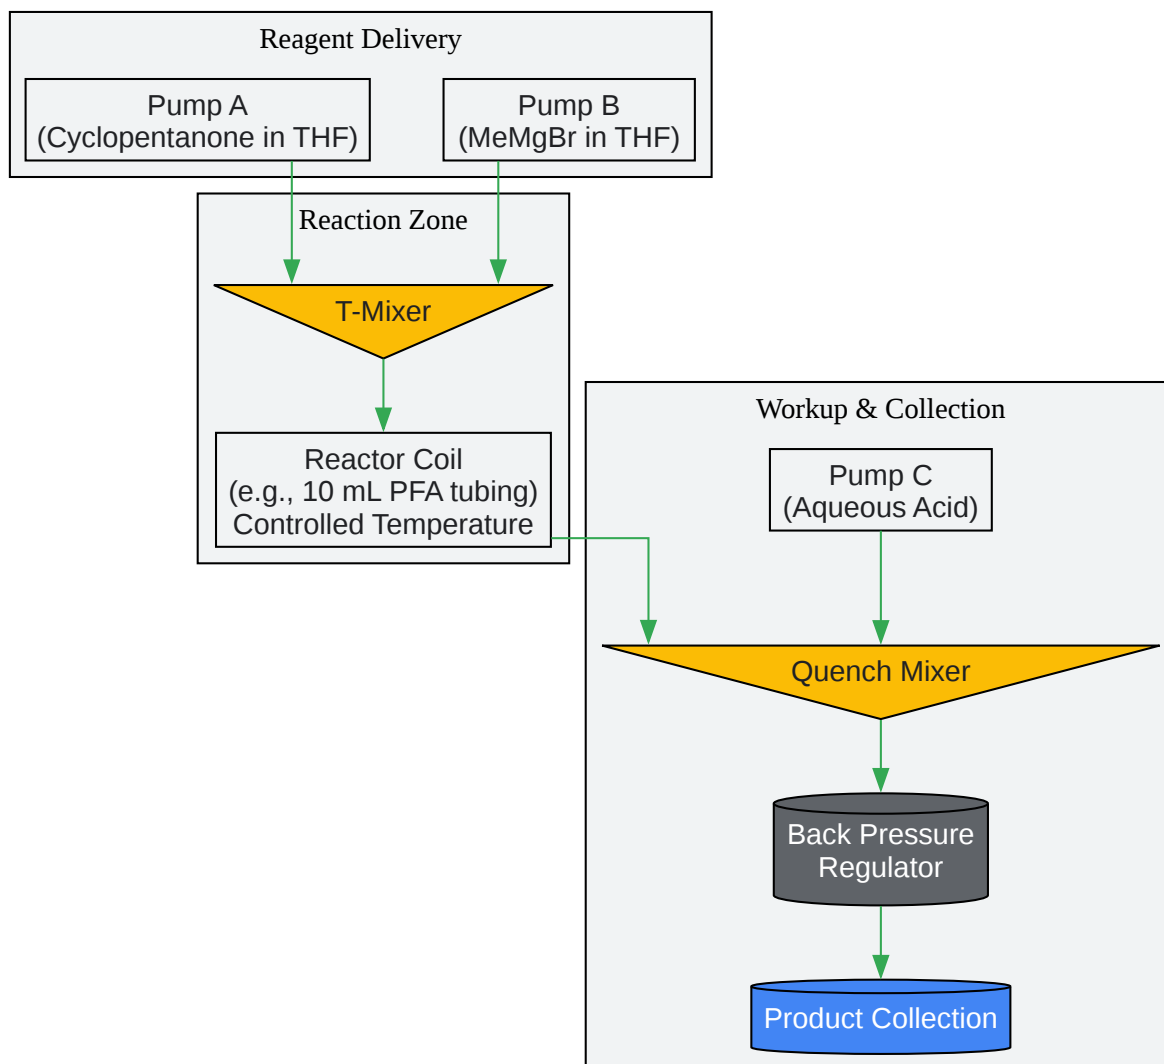 Reagent Delivery
Pump A
(Cyclopentanone in THF)
Pump B
(MeMgBr in THF)
Reaction Zone
T-Mixer
Reactor Coil
(e.g., 10 mL PFA tubing)
Controlled Temperature
Workup & Collection
Pump C
(Aqueous Acid)
Quench Mixer
Back Pressure
Regulator
Product Collection